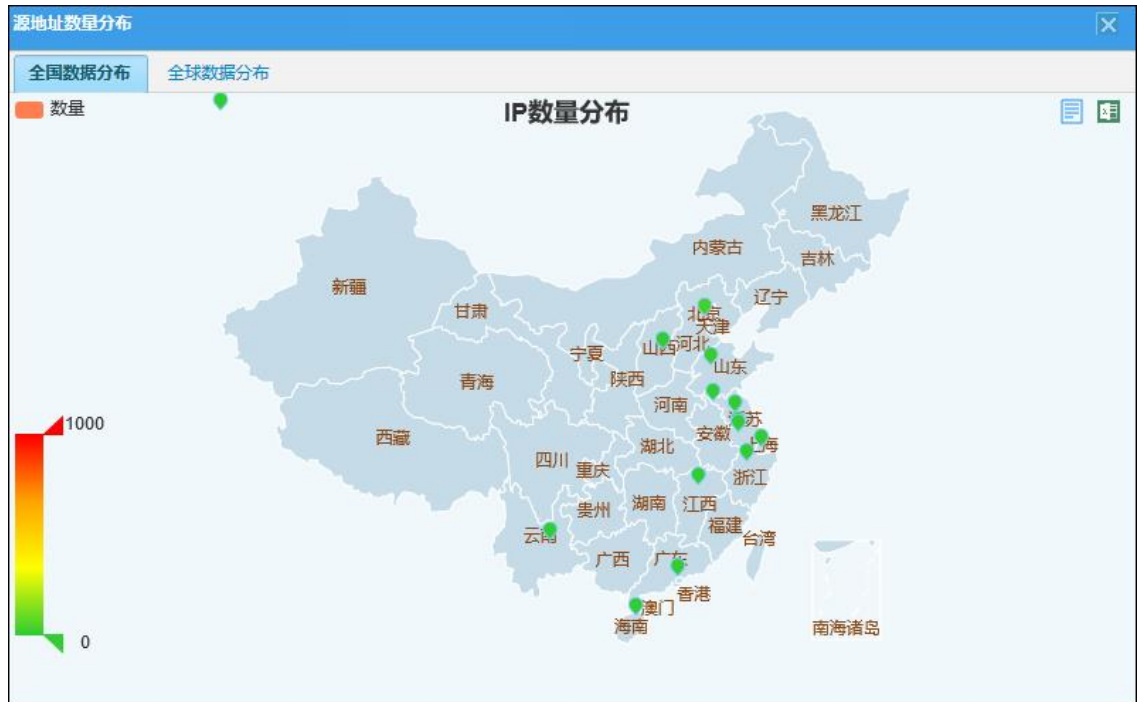 源地址数量分布
全国数据分布 全球数据分布
数量
IP数量分布
黑龙江
内蒙古
吉林
新疆
辽宁
甘肃
北京
天津
宁夏
山西
河北
山东
陕西
青海
河南
1000
江苏
安徽
西藏
上海
湖北
四川
重庆
浙江
湖南
江西
贵州
福建
云南
台湾
广西
广东
香港
澳门
海南
南海诸岛
0